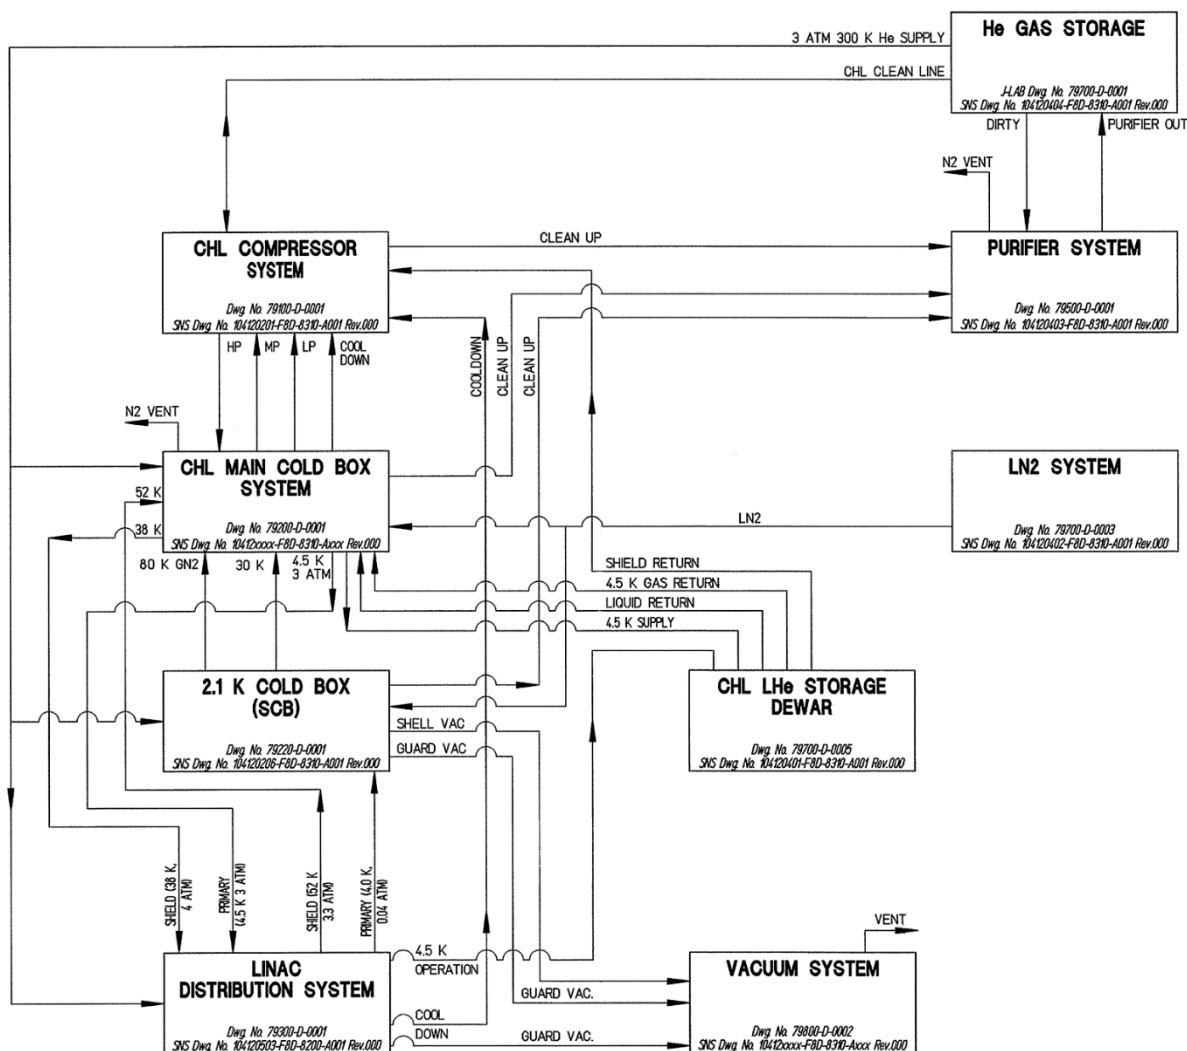 3 ATM 300 K He SUPPLY
CHL CLEAN LINE
He GAS STORAGE
J-LAB Dwg No. 79700-D-0001
SNS Dwg No. 104120404-F8D-8310-A001 Rev.000
DIRTY
PURIFIER OUT
N2 VENT
CHL COMPRESSOR
SYSTEM
Dwg No. 79100-D-0001
SNS Dwg No. 104120201-F8D-8310-A001 Rev.000
CLEAN UP
PURIFIER SYSTEM
Dwg No. 79500-D-0001
SNS Dwg No. 104120403-F8D-8310-A001 Rev.000
HP
MP
LP
COOL
DOWN
COOLDOWN
CLEAN UP
CLEAN UP
N2 VENT
CHL MAIN COLD BOX
SYSTEM
Dwg No. 79200-D-0001
SNS Dwg No. 10412xxxx-F8D-8310-Axxx Rev.000
52 K
38 K
LN2
LN2 SYSTEM
Dwg No. 79700-D-0003
SNS Dwg No. 104120402-F8D-8310-A001 Rev.000
80 K GN2
30 K
4.5 K
3 ATM
SHIELD RETURN
4.5 K GAS RETURN
LIQUID RETURN
4.5 K SUPPLY
2.1 K COLD BOX
(SCB)
Dwg No. 79220-D-0001
SNS Dwg No. 104120206-F8D-8310-A001 Rev.000
SHELL VAC
GUARD VAC
CHL LHe STORAGE
DEWAR
Dwg No. 79700-D-0005
SNS Dwg No. 104120401-F8D-8310-A001 Rev.000
SHIELD (38 K,
4 ATM)
PRIMARY
(4.5 K 3 ATM)
SHIELD (52 K
3.3 ATM)
PRIMARY (4.0 K,
0.04 ATM)
LINAC
DISTRIBUTION SYSTEM
Dwg No. 79300-D-0001
SNS Dwg No. 104120503-F8D-8200-A001 Rev.000
4.5 K
OPERATION
COOL
DOWN
GUARD VAC.
GUARD VAC.
VENT
VACUUM SYSTEM
Dwg No. 79800-D-0002
SNS Dwg No. 10412xxxx-F8D-8310-Axxx Rev.000